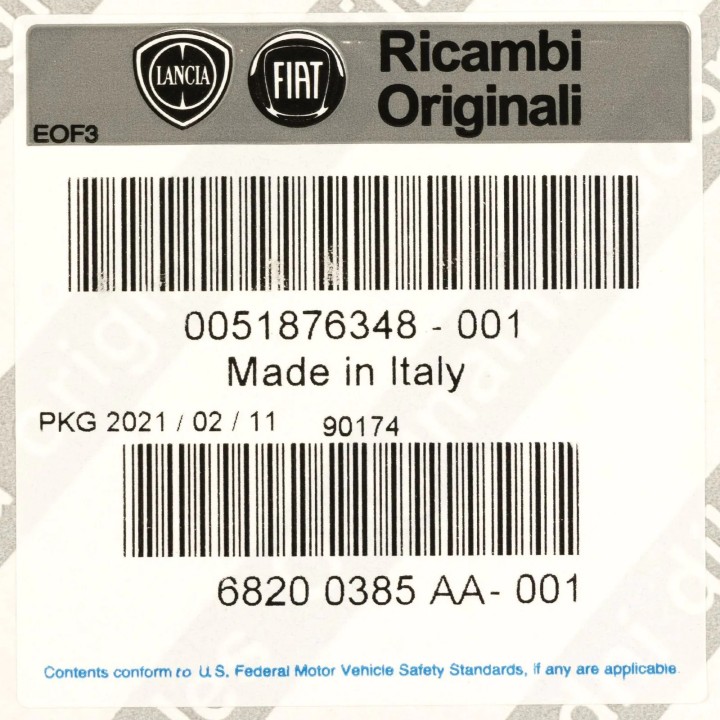 LANCIA
FIAT
Ricambi
Originali
EOF3
0051876348 - 001
Made in Italy
PKG 2021 / 02 / 11
90174
6820 0385 AA- 001
Contents conform to U.S. Federal Motor Vehicle Safety Standards, if any are applicable.